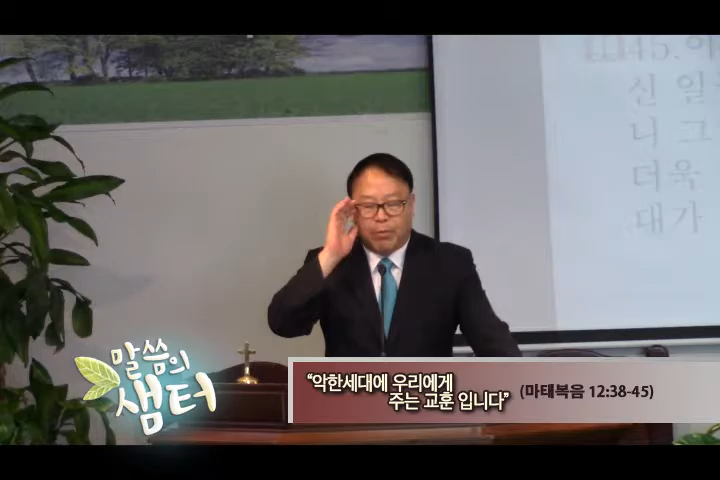 45.
신 일
니 그
더욱
대가
말씀의
샘터
“악한세대에 우리에게
주는 교훈 입니다” (마태복음 12:38-45)